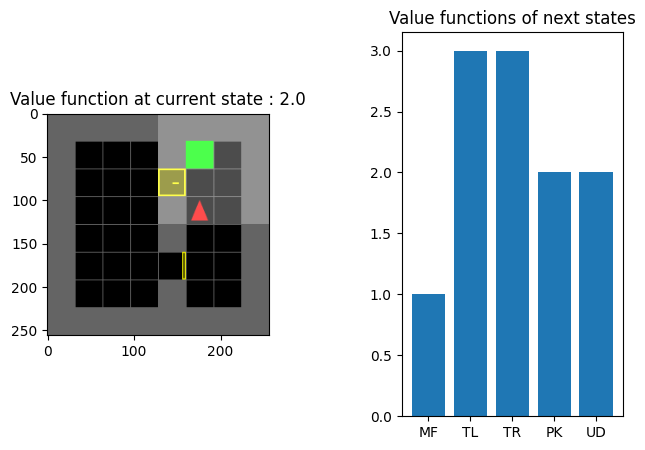 Value functions of next states
Value function at current state : 2.0
0
50
100
150
200
250
0
100
200
3.0
2.5
2.0
1.5
1.0
0.5
0.0
MF
TL
TR
PK
UD